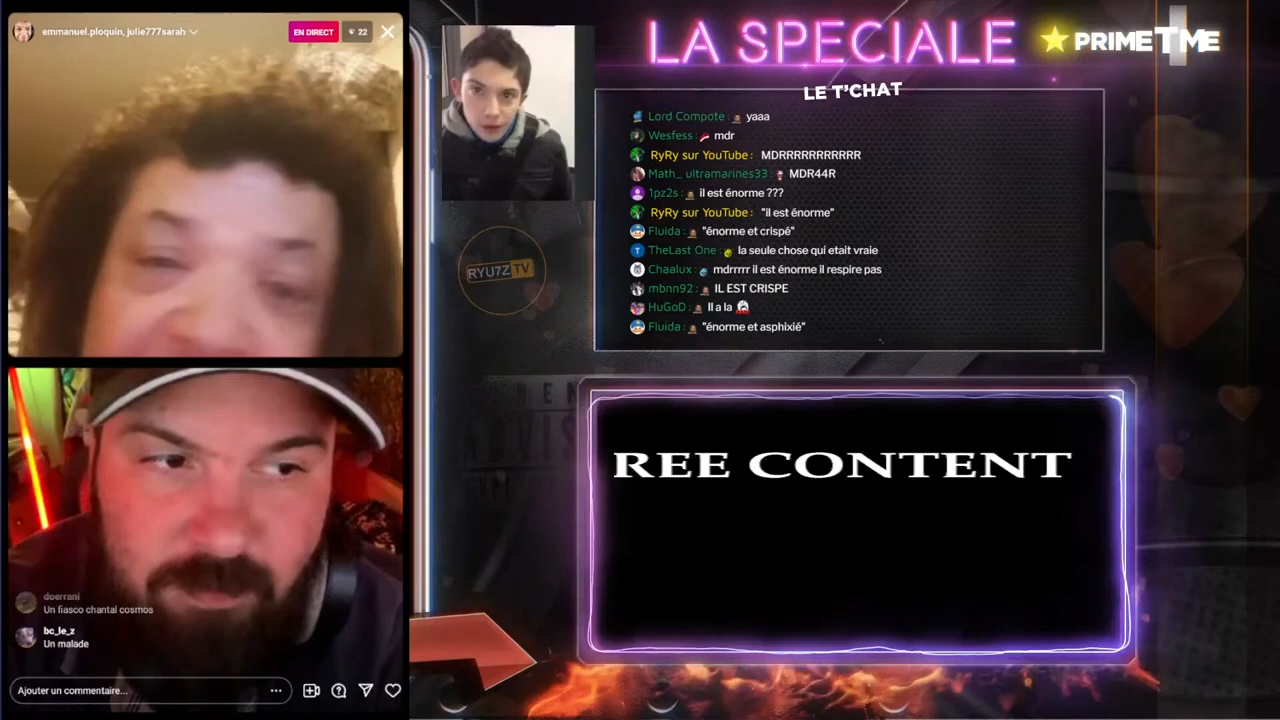 emmanuel.ploquin, julie777sarah
EN DIRECT
22
LA SPECIALE
PRIMETIME
LE T'CHAT
Lord Compote : yaaa
Wesfess : mdr
RyRy sur YouTube : MDRRRRRRRRRRR
Math_ ultramarines33 : MDR44R
1pz2s : il est énorme ???
RyRy sur YouTube : "il est énorme"
Fluida : "énorme et crispé"
TheLast One : la seule chose qui etait vraie
Chaalux : mdrrrrr il est énorme il respire pas
mbnn92 : IL EST CRISPE
HuGoD : Il a la
Fluida : "énorme et asphixié"
RYU7Z TV
REE CONTENT
doerrani
Un fiasco chantal cosmos
bc_le_z
Un malade
Ajouter un commentaire...